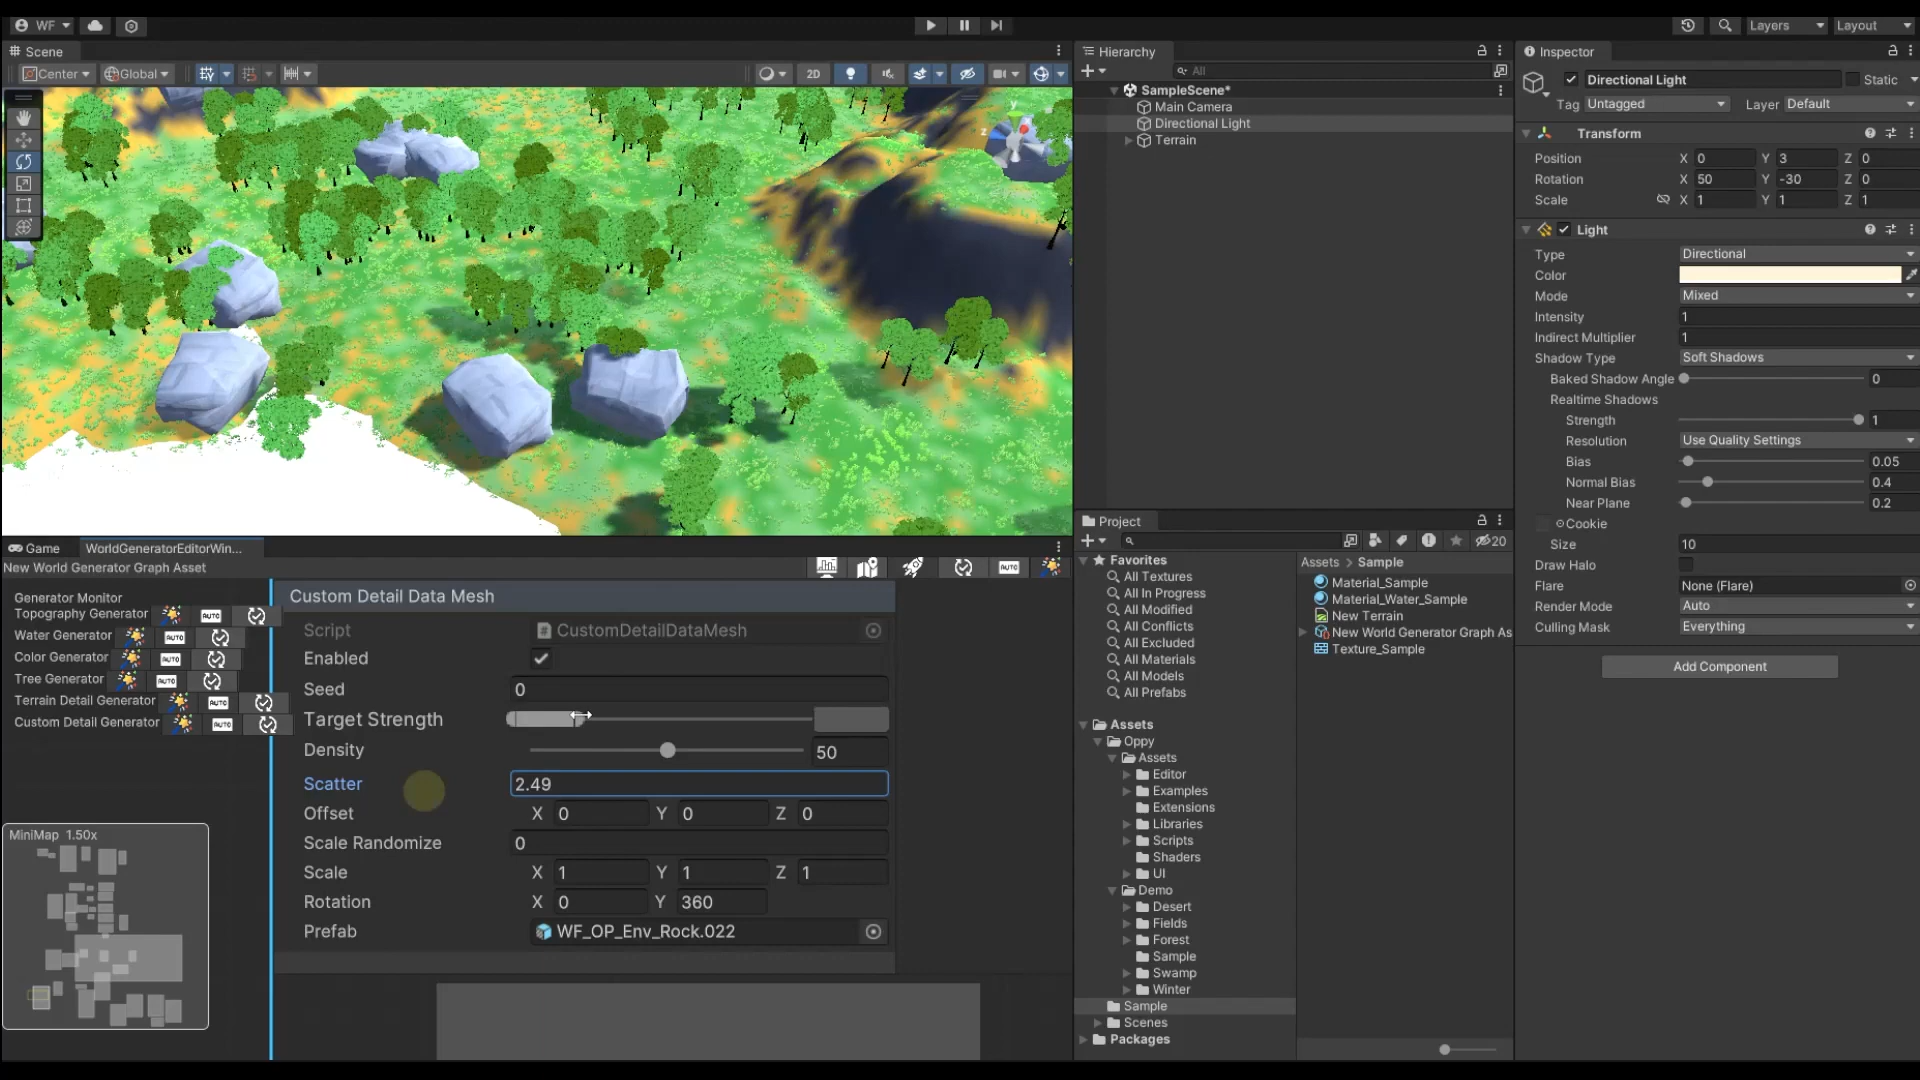 WF
Layers
Layout
Scene
Center
Global
2D
y
z
Hierarchy
All
SampleScene*
Main Camera
Directional Light
Terrain
Inspector
Directional Light
Static
Tag Untagged
Layer Default
Transform
Position X 0 Y 3 Z 0
Rotation X 50 Y -30 Z 0
Scale X 1 Y 1 Z 1
Light
Type Directional
Color
Mode Mixed
Intensity 1
Indirect Multiplier 1
Shadow Type Soft Shadows
Baked Shadow Angle 0
Realtime Shadows
Strength 1
Resolution Use Quality Settings
Bias 0.05
Normal Bias 0.4
Near Plane 0.2
Cookie
Size 10
Draw Halo
Flare None (Flare)
Render Mode Auto
Culling Mask Everything
Add Component
Game
WorldGeneratorEditorWin...
New World Generator Graph Asset
AUTO
Generator Monitor
Topography Generator AUTO
Water Generator AUTO
Color Generator AUTO
Tree Generator AUTO
Terrain Detail Generator AUTO
Custom Detail Generator AUTO
MiniMap 1.50x
Custom Detail Data Mesh
Script # CustomDetailDataMesh
Enabled
Seed 0
Target Strength
Density 50
Scatter 2.49
Offset X 0 Y 0 Z 0
Scale Randomize 0
Scale X 1 Y 1 Z 1
Rotation X 0 Y 360
Prefab WF_OP_Env_Rock.022
Project
20
Favorites
All Textures
All In Progress
All Modified
All Conflicts
All Excluded
All Materials
All Models
All Prefabs
Assets
Oppy
Assets
Editor
Examples
Extensions
Libraries
Scripts
Shaders
UI
Demo
Desert
Fields
Forest
Sample
Swamp
Winter
Sample
Scenes
Packages
Assets > Sample
Material_Sample
Material_Water_Sample
New Terrain
New World Generator Graph As
Texture_Sample